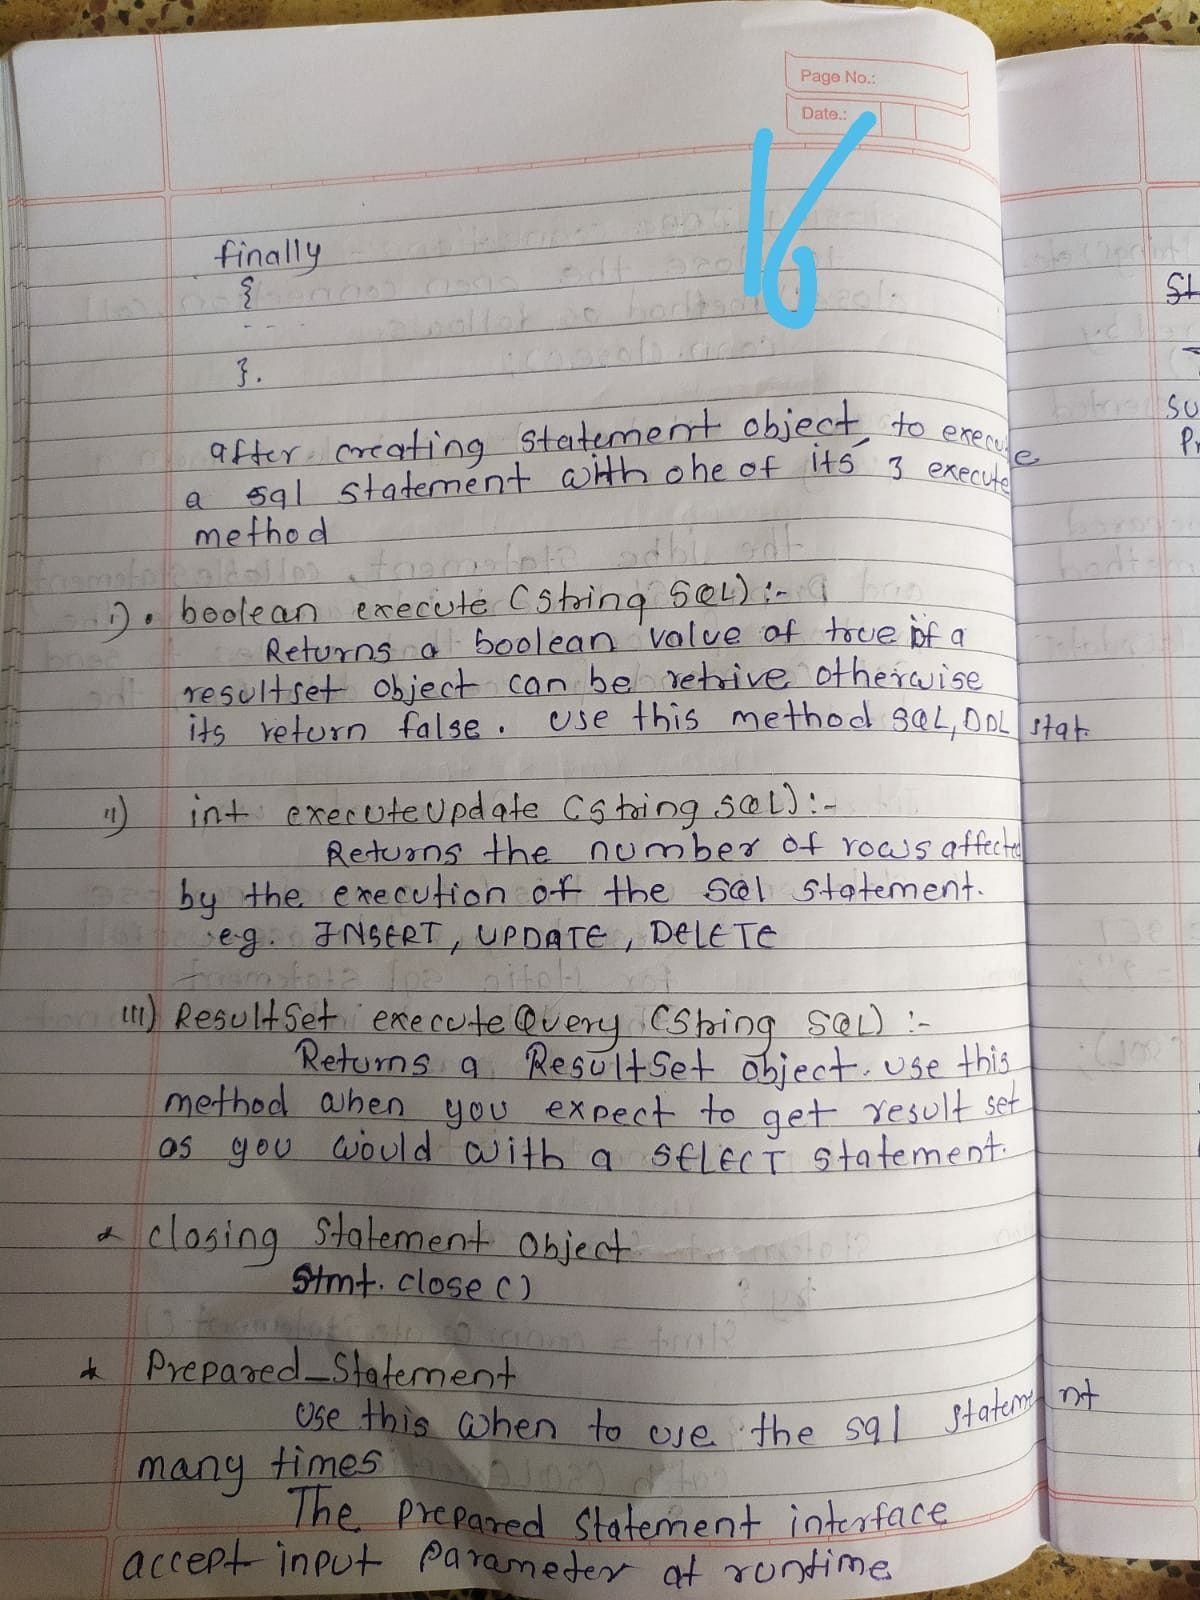 Page No.:
Date.:
16
finally
{
- - -
}.
after creating statement object, to execute
a sql statement with one of its 3 execute
method
i). boolean execute (String SQL) :-
Returns a boolean value of true if a
resultset object can be retrive otherwise
its return false. use this method SQL, DDL stat.
ii) int executeUpdate (String SQL) :-
Returns the number of rows affected
by the execution of the sql statement.
e.g. INSERT, UPDATE, DELETE
III) ResultSet executeQuery (String SQL) :-
Returns a ResultSet object. use this
method when you expect to get result set
as you would with a SELECT statement.
* closing Statement Object
Stmt. close ()
* Prepared_Statement
Use this when to use the sql statement
many times
The prepared Statement interface
accept input parameter at runtime
St
su
Pr